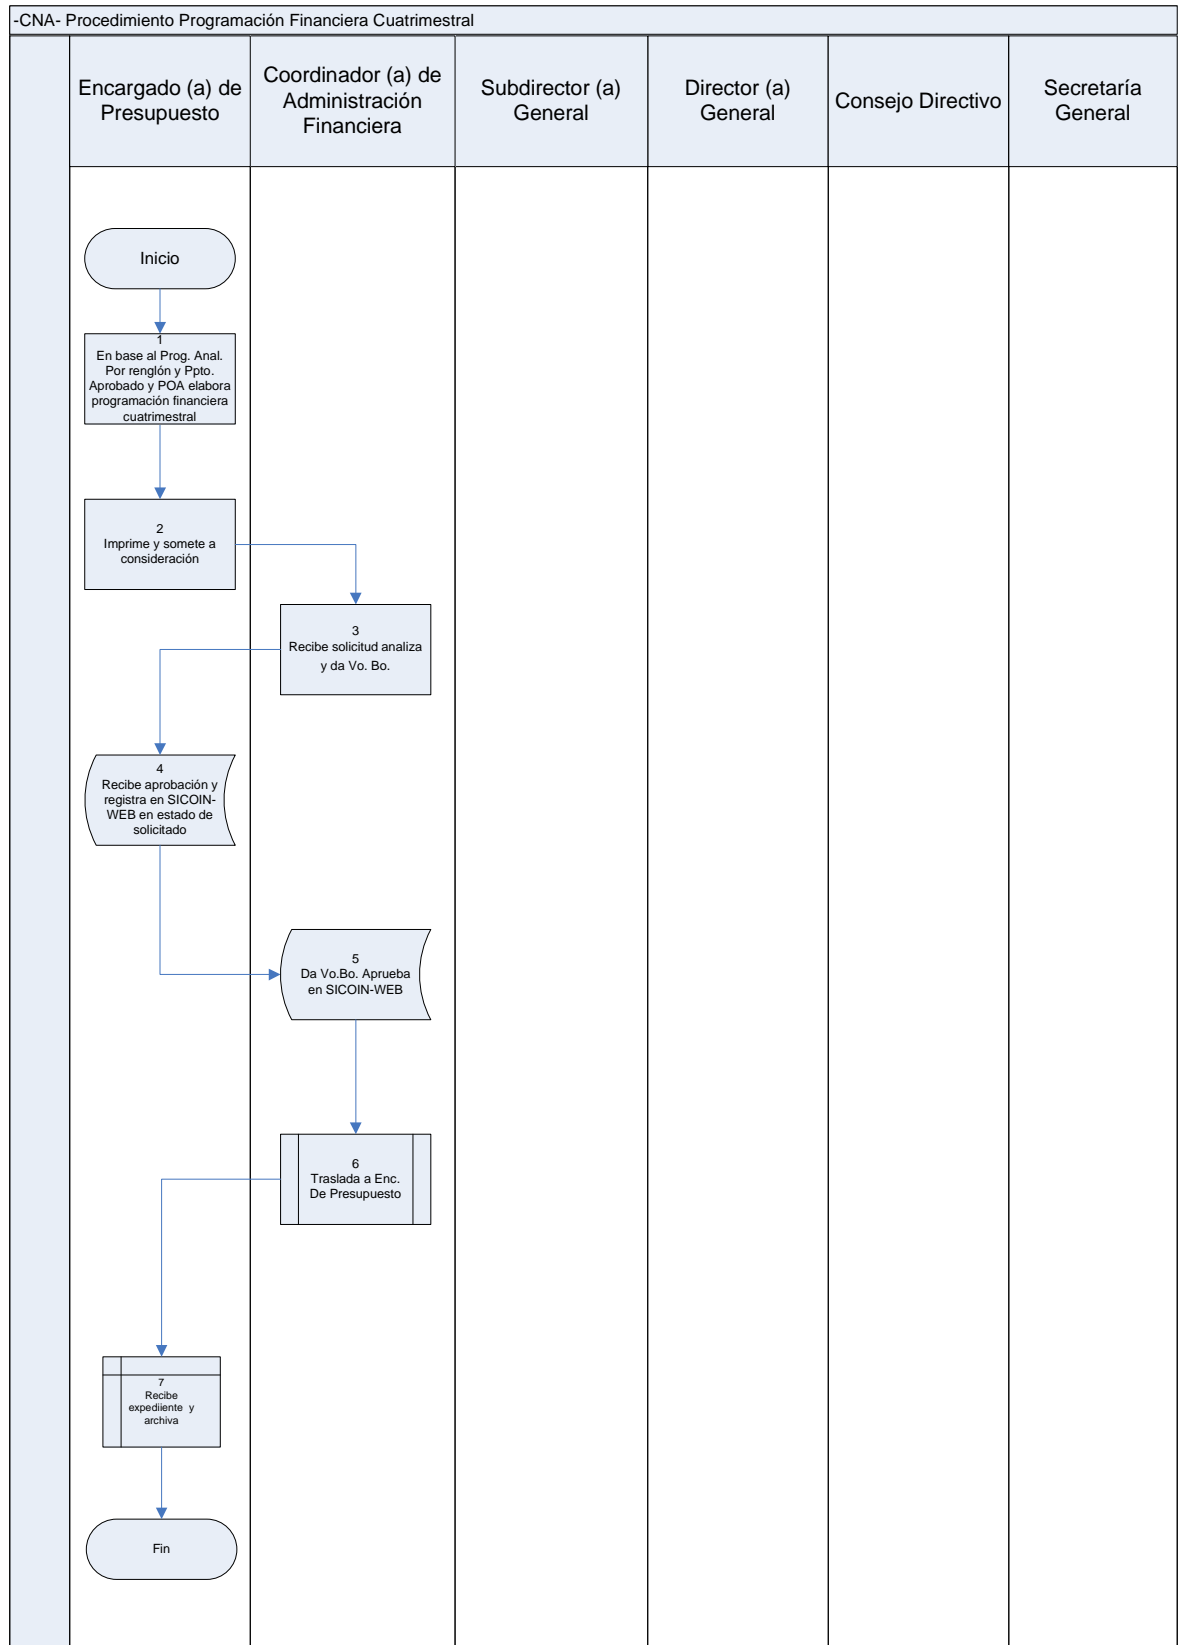 -CNA- Procedimiento Programación Financiera Cuatrimestral
Encargado (a) de
Presupuesto
Coordinador (a) de
Administración
Financiera
Subdirector (a)
General
Director (a)
General
Consejo Directivo
Secretaría
General
Inicio
1
En base al Prog. Anal.
Por renglón y Ppto.
Aprobado y POA elabora
programación financiera
cuatrimestral
2
Imprime y somete a
consideración
3
Recibe solicitud analiza
y da Vo. Bo.
4
Recibe aprobación y
registra en SICOIN-
WEB en estado de
solicitado
5
Da Vo.Bo. Aprueba
en SICOIN-WEB
6
Traslada a Enc.
De Presupuesto
7
Recibe
expediiente y
archiva
Fin